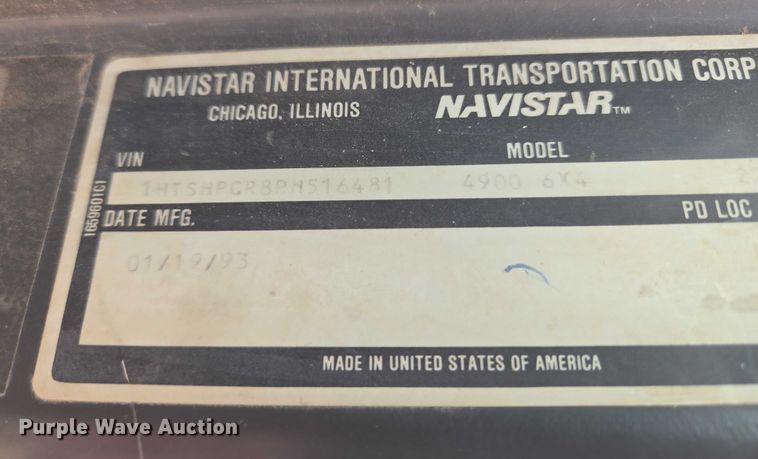 NAVISTAR INTERNATIONAL TRANSPORTATION CORP
CHICAGO, ILLINOIS NAVISTAR™
VIN MODEL
1HTSHPCR8PH516481 4900 6X4
1659601C1
DATE MFG. PD LOC
01/19/93
MADE IN UNITED STATES OF AMERICA
Purple Wave Auction